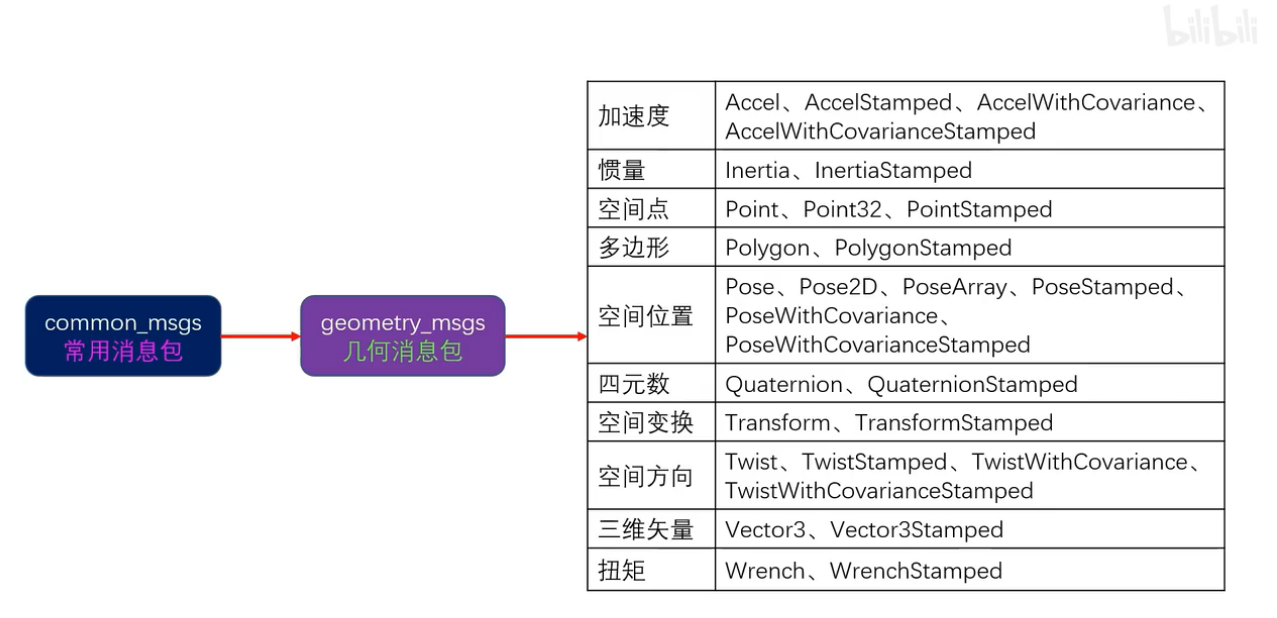 bilibili
common_msgs
常用消息包
geometry_msgs
几何消息包
加速度
Accel、AccelStamped、AccelWithCovariance、
AccelWithCovarianceStamped
惯量
Inertia、InertiaStamped
空间点
Point、Point32、PointStamped
多边形
Polygon、PolygonStamped
空间位置
Pose、Pose2D、PoseArray、PoseStamped、
PoseWithCovariance、
PoseWithCovarianceStamped
四元数
Quaternion、QuaternionStamped
空间变换
Transform、TransformStamped
空间方向
Twist、TwistStamped、TwistWithCovariance、
TwistWithCovarianceStamped
三维矢量
Vector3、Vector3Stamped
扭矩
Wrench、WrenchStamped